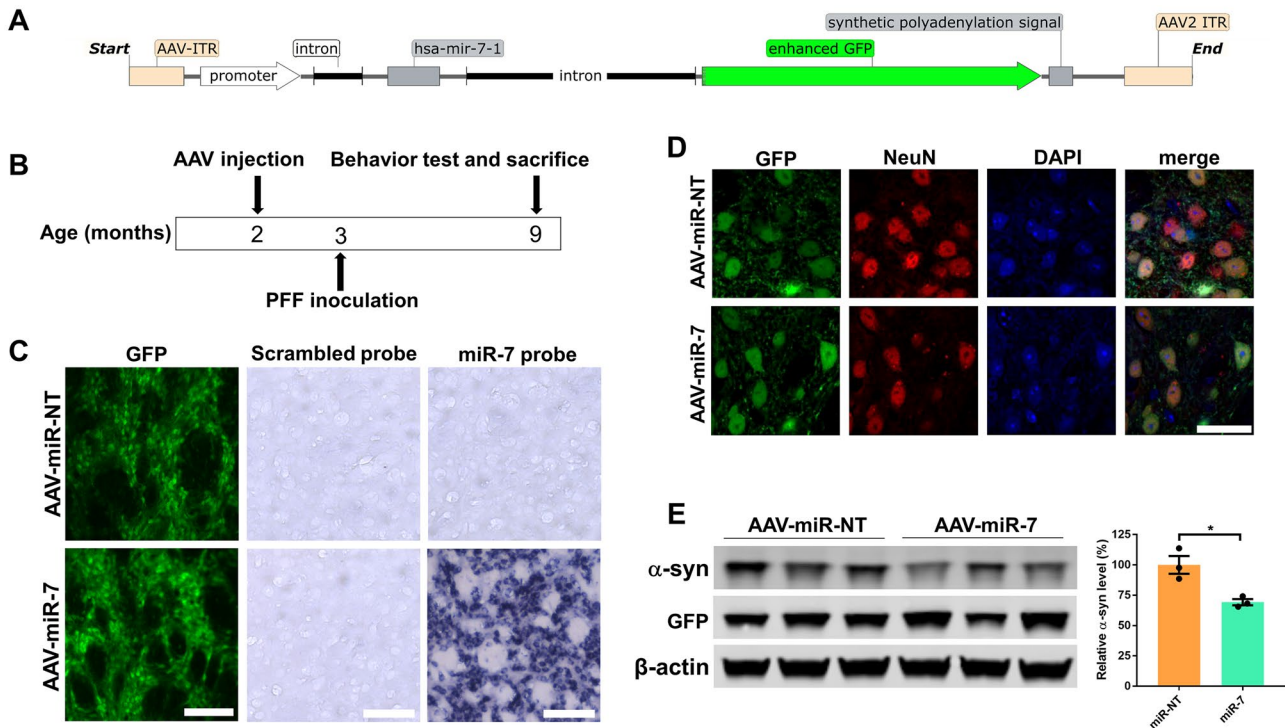 A
Start
AAV-ITR
promoter
intron
hsa-mir-7-1
intron
enhanced GFP
synthetic polyadenylation signal
AAV2 ITR
End
B
AAV injection
Behavior test and sacrifice
Age (months)
2
3
9
PFF inoculation
C
GFP
Scrambled probe
miR-7 probe
AAV-miR-NT
AAV-miR-7
D
GFP
NeuN
DAPI
merge
AAV-miR-NT
AAV-miR-7
E
AAV-miR-NT
AAV-miR-7
α-syn
GFP
β-actin
Relative α-syn level (%)
125
100
75
50
25
0
*
miR-NT
miR-7